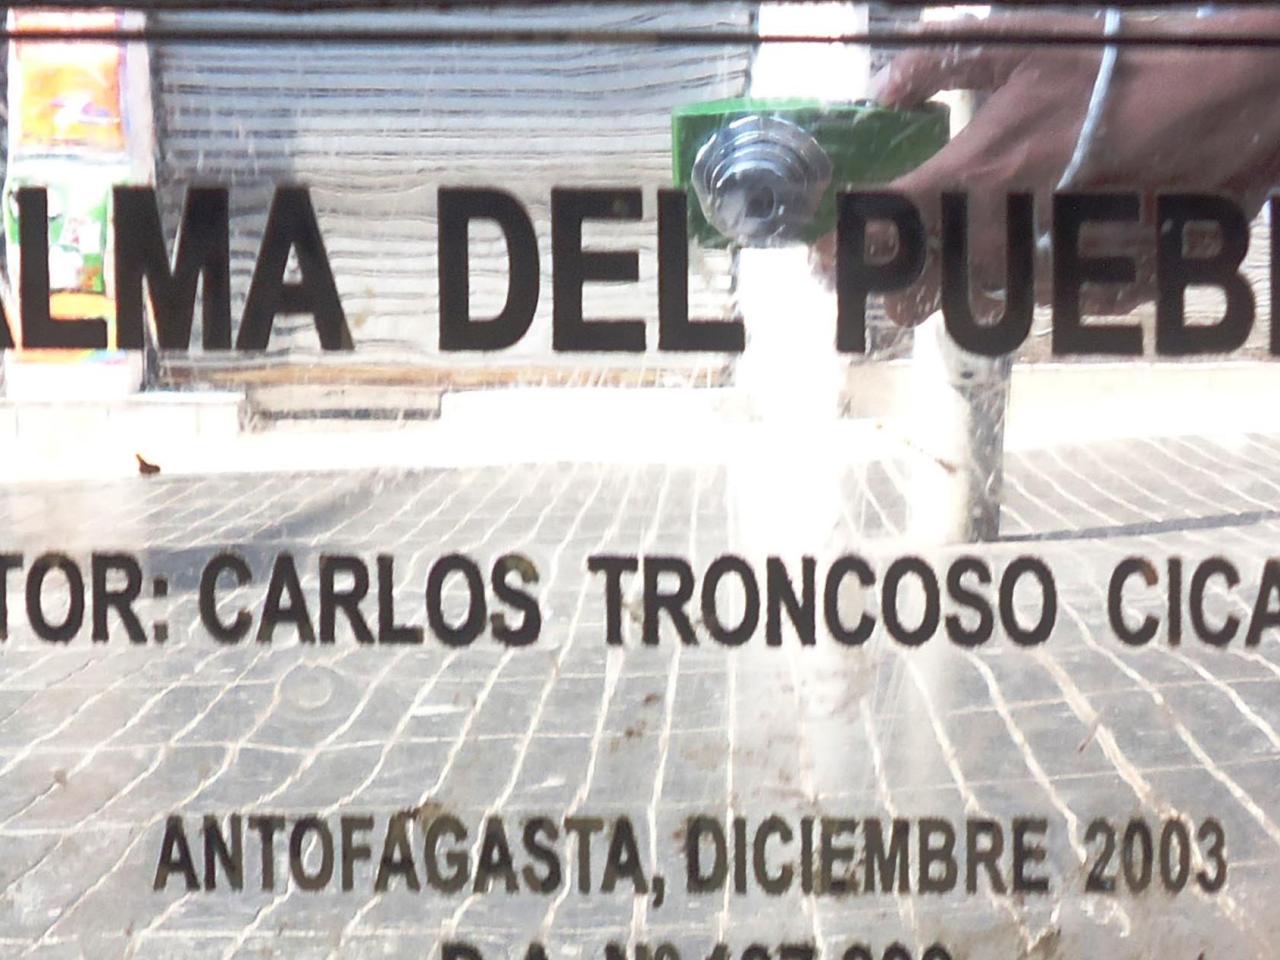 ALMA DEL PUEB
TOR: CARLOS TRONCOSO CICA
ANTOFAGASTA, DICIEMBRE 2003